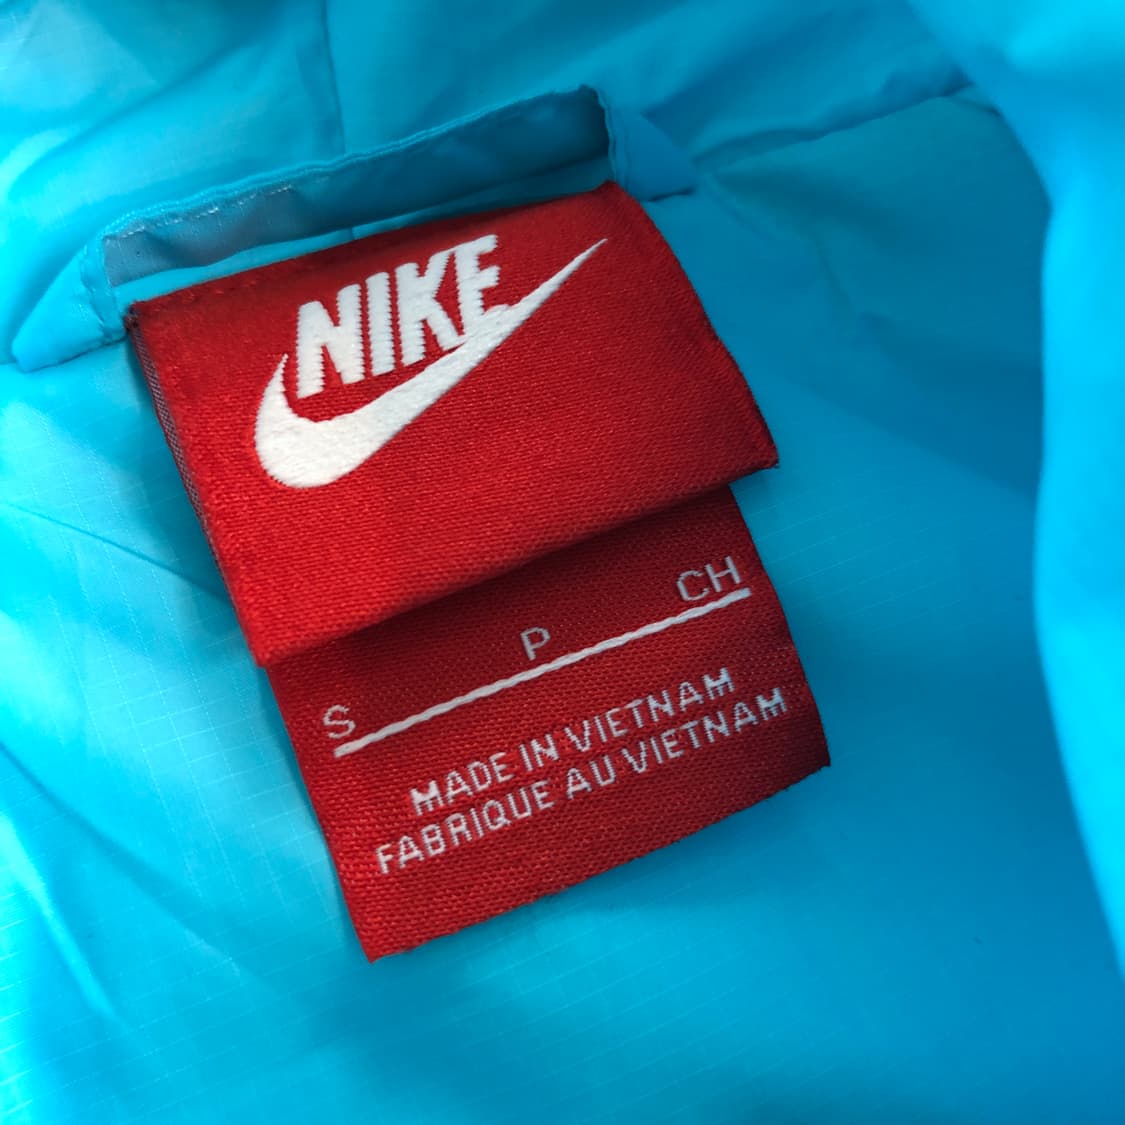 NIKE
S P CH
MADE IN VIETNAM
FABRIQUE AU VIETNAM